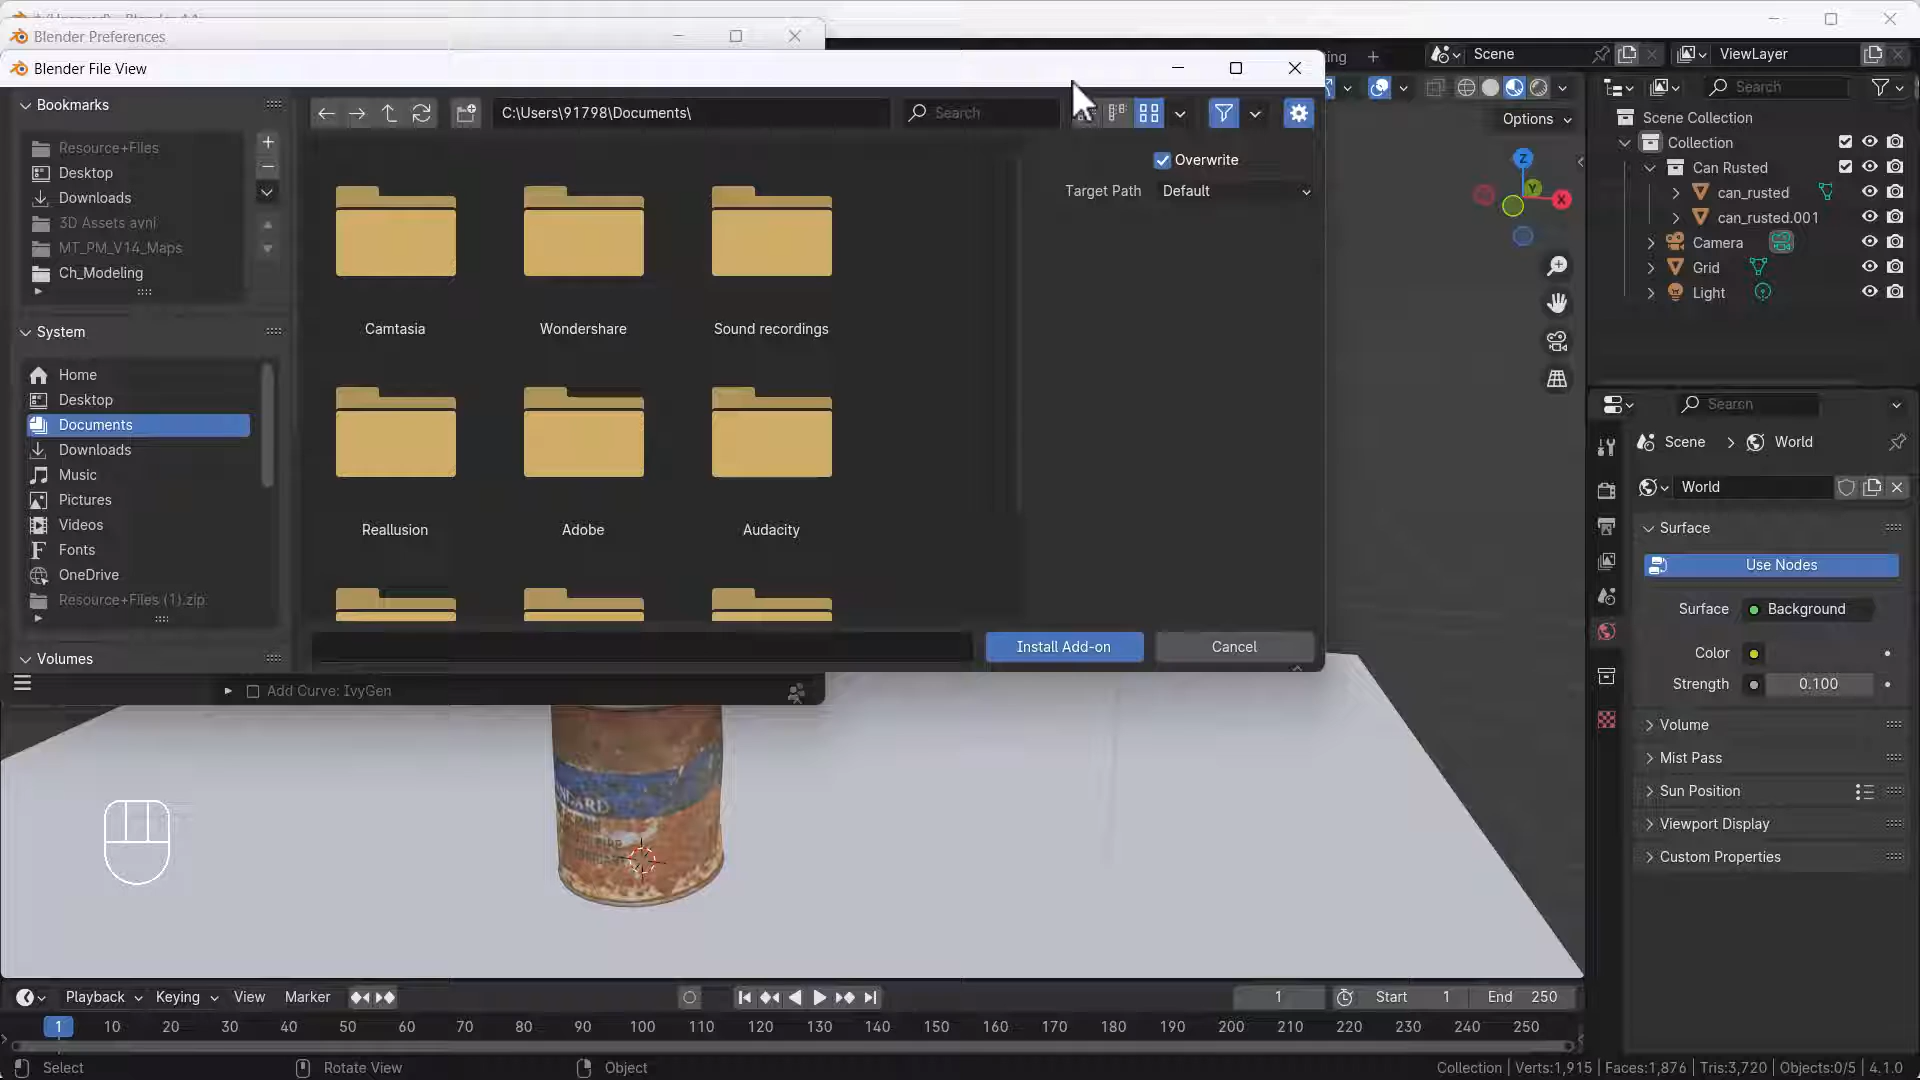 Blender Preferences
Blender File View
Bookmarks
Resource+Files
Desktop
Downloads
3D Assets avnl
MT_PM_V14_Maps
Ch_Modeling
System
Home
Desktop
Documents
Downloads
Music
Pictures
Videos
Fonts
OneDrive
Resource+Files (1).zip
Volumes
C:\Users\91798\Documents\
Search
Overwrite
Target Path Default
Camtasia Wondershare Sound recordings
Reallusion Adobe Audacity
Install Add-on Cancel
Add Curve: IvyGen
ing + Scene ViewLayer
Options
Search
Scene Collection
Collection
Can Rusted
can_rusted
can_rusted.001
Camera
Grid
Light
Search
Scene > World
World
Surface
Use Nodes
Surface Background
Color
Strength 0.100
Volume
Mist Pass
Sun Position
Viewport Display
Custom Properties
X
Y
Z
Playback Keying View Marker 1 Start 1 End 250
1 10 20 30 40 50 60 70 80 90 100 110 120 130 140 150 160 170 180 190 200 210 220 230 240 250
Select Rotate View Object Collection | Verts:1,915 | Faces:1,876 | Tris:3,720 | Objects:0/5 | 4.1.0